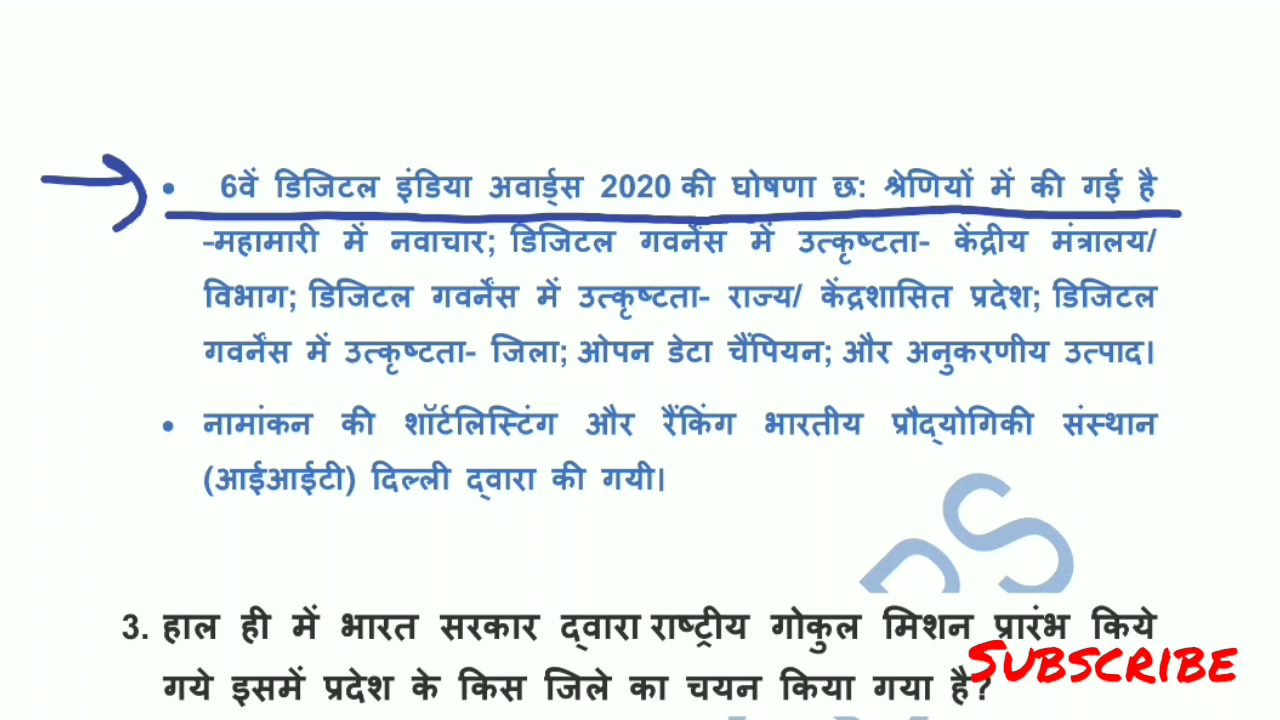 • 6वें डिजिटल इंडिया अवार्ड्स 2020 की घोषणा छ: श्रेणियों में की गई है
–महामारी में नवाचार; डिजिटल गवर्नेंस में उत्कृष्टता- केंद्रीय मंत्रालय/
विभाग; डिजिटल गवर्नेंस में उत्कृष्टता- राज्य/ केंद्रशासित प्रदेश; डिजिटल
गवर्नेंस में उत्कृष्टता- जिला; ओपन डेटा चैंपियन; और अनुकरणीय उत्पाद।
• नामांकन की शॉर्टलिस्टिंग और रैंकिंग भारतीय प्रौद्योगिकी संस्थान
(आईआईटी) दिल्ली द्वारा की गयी।
PS
3. हाल ही में भारत सरकार द्वारा राष्ट्रीय गोकुल मिशन प्रारंभ किये
गये इसमें प्रदेश के किस जिले का चयन किया गया है?
SUBSCRIBE